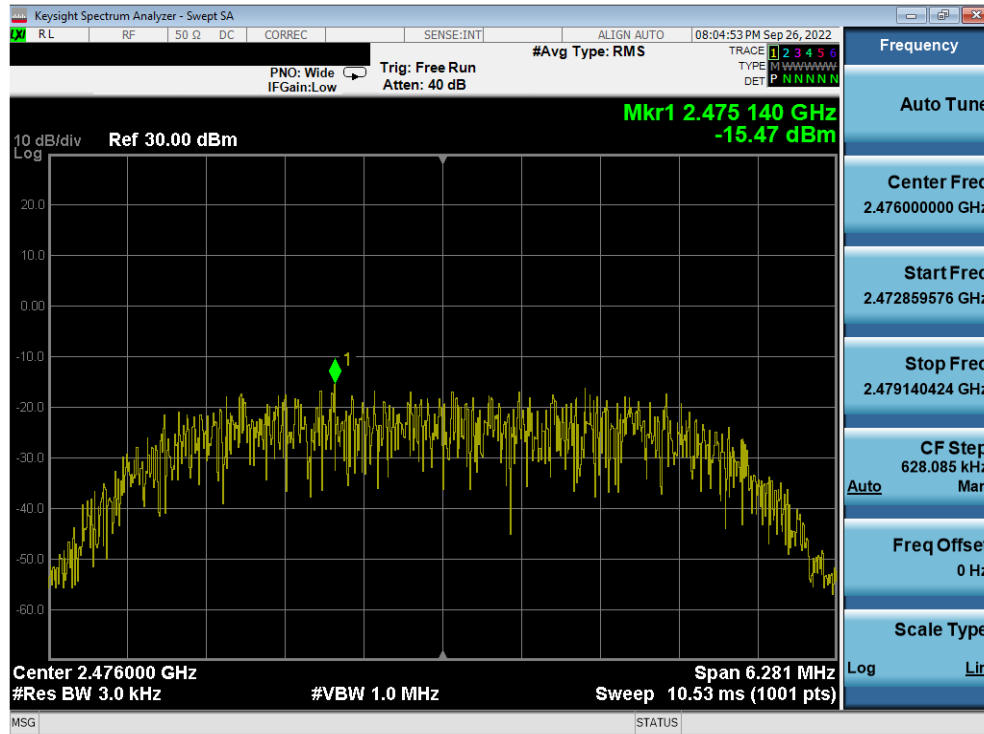 Keysight Spectrum Analyzer - Swept SA
LXI RL RF 50 Ω DC CORREC SENSE:INT ALIGN AUTO 08:04:53 PM Sep 26, 2022
#Avg Type: RMS TRACE 1 2 3 4 5 6
PNO: Wide Trig: Free Run TYPE M WWWWW
IFGain:Low Atten: 40 dB DET P N N N N N
Mkr1 2.475 140 GHz
-15.47 dBm
10 dB/div Ref 30.00 dBm
Log
20.0
10.0
0.00
-10.0
1
-20.0
-30.0
-40.0
-50.0
-60.0
Center 2.476000 GHz Span 6.281 MHz
#Res BW 3.0 kHz #VBW 1.0 MHz Sweep 10.53 ms (1001 pts)
MSG STATUS
Frequency
Auto Tune
Center Freq
2.476000000 GHz
Start Freq
2.472859576 GHz
Stop Freq
2.479140424 GHz
CF Step
628.085 kHz
Auto Man
Freq Offset
0 Hz
Scale Type
Log Lin